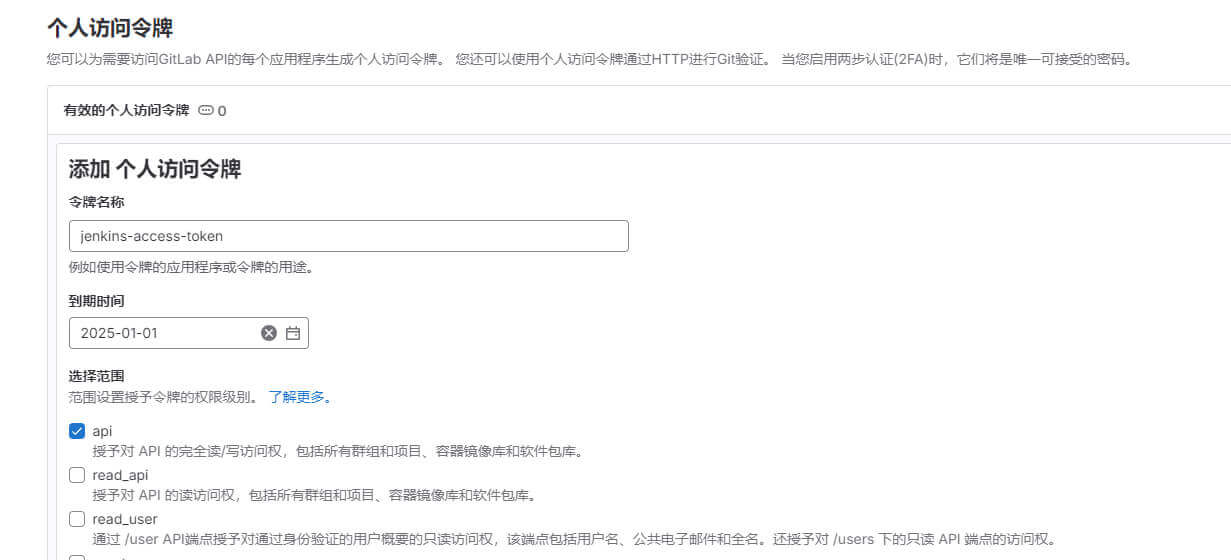 个人访问令牌
您可以为需要访问GitLab API的每个应用程序生成个人访问令牌。 您还可以使用个人访问令牌通过HTTP进行Git验证。 当您启用两步认证(2FA)时，它们将是唯一可接受的密码。
有效的个人访问令牌 0
添加 个人访问令牌
令牌名称
jenkins-access-token
例如使用令牌的应用程序或令牌的用途。
到期时间
2025-01-01
选择范围
范围设置授予令牌的权限级别。 了解更多。
api
授予对 API 的完全读/写访问权，包括所有群组和项目、容器镜像库和软件包库。
read_api
授予对 API 的读访问权，包括所有群组和项目、容器镜像库和软件包库。
read_user
通过 /user API端点授予对通过身份验证的用户概要的只读访问权，该端点包括用户名、公共电子邮件和全名。还授予对 /users 下的只读 API 端点的访问权。